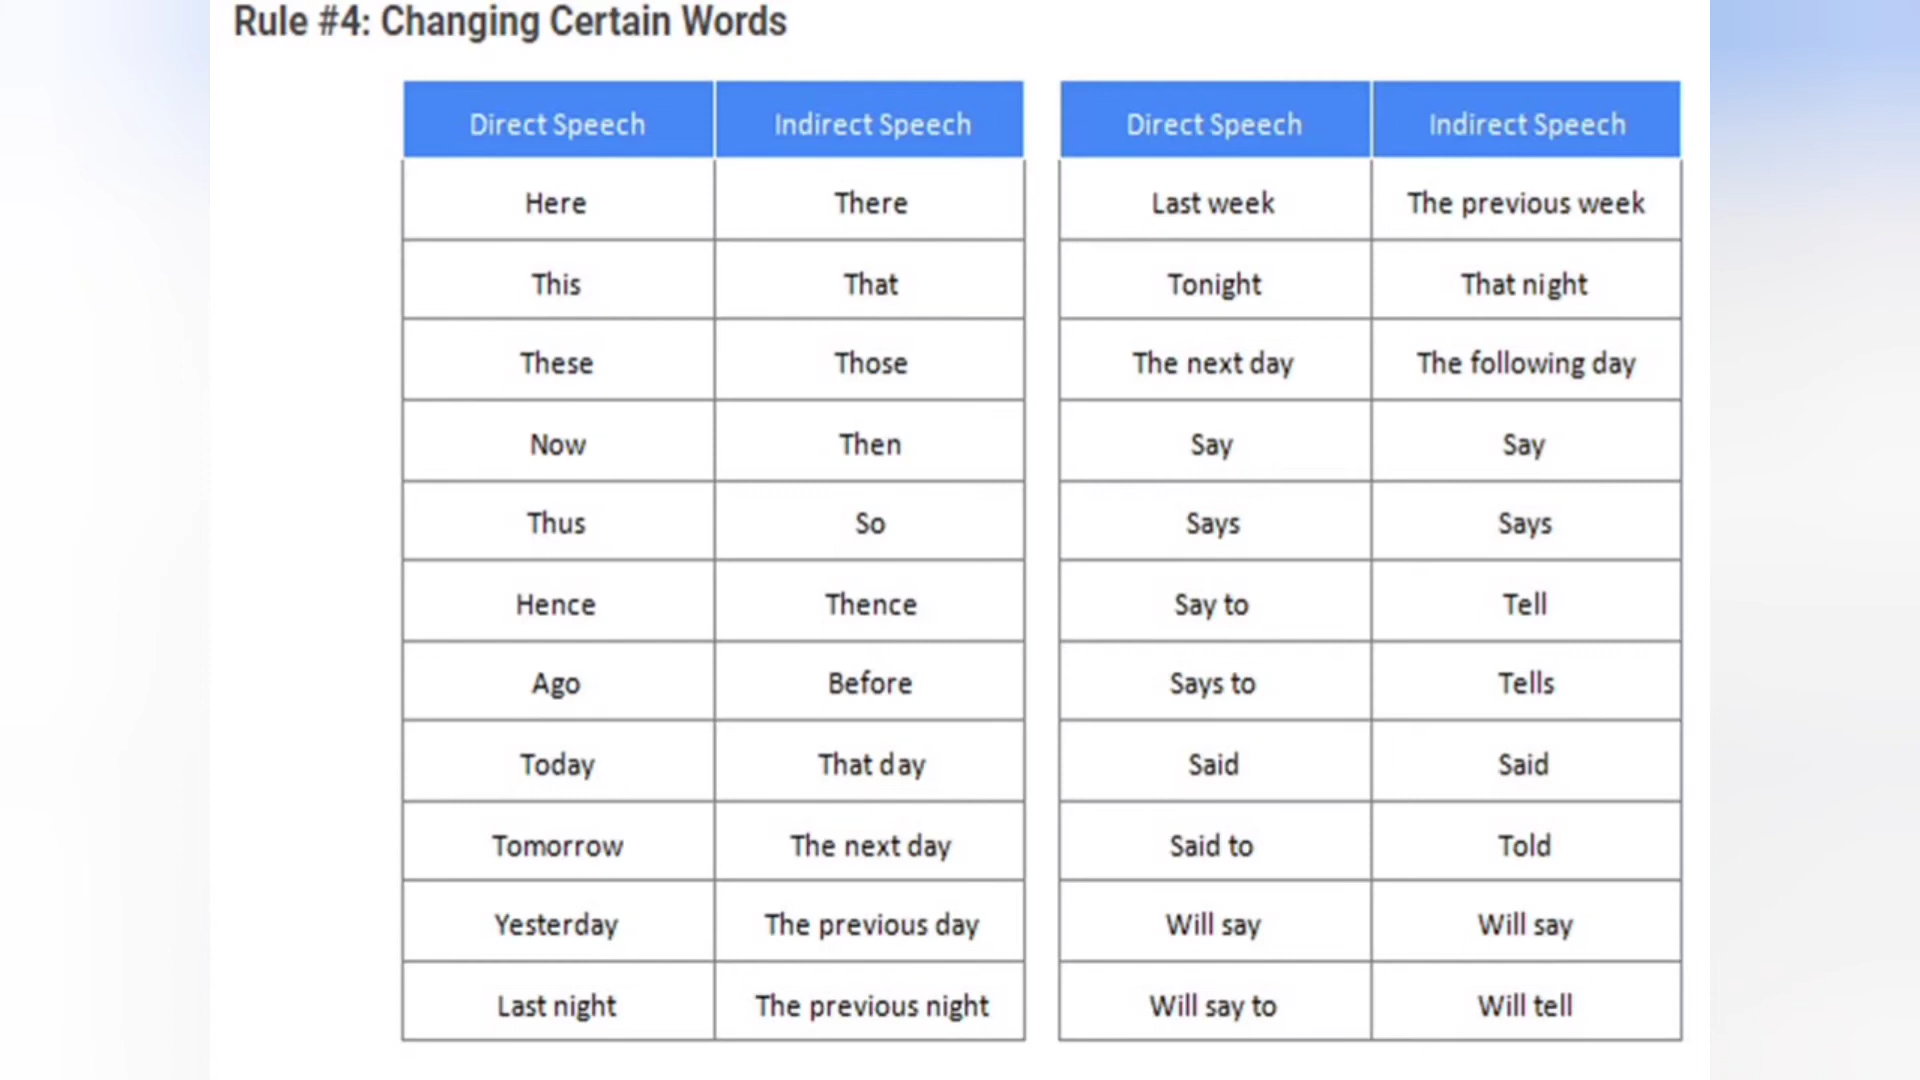 Rule #4: Changing Certain Words
Direct Speech Indirect Speech
Here There
This That
These Those
Now Then
Thus So
Hence Thence
Ago Before
Today That day
Tomorrow The next day
Yesterday The previous day
Last night The previous night
Direct Speech Indirect Speech
Last week The previous week
Tonight That night
The next day The following day
Say Say
Says Says
Say to Tell
Says to Tells
Said Said
Said to Told
Will say Will say
Will say to Will tell